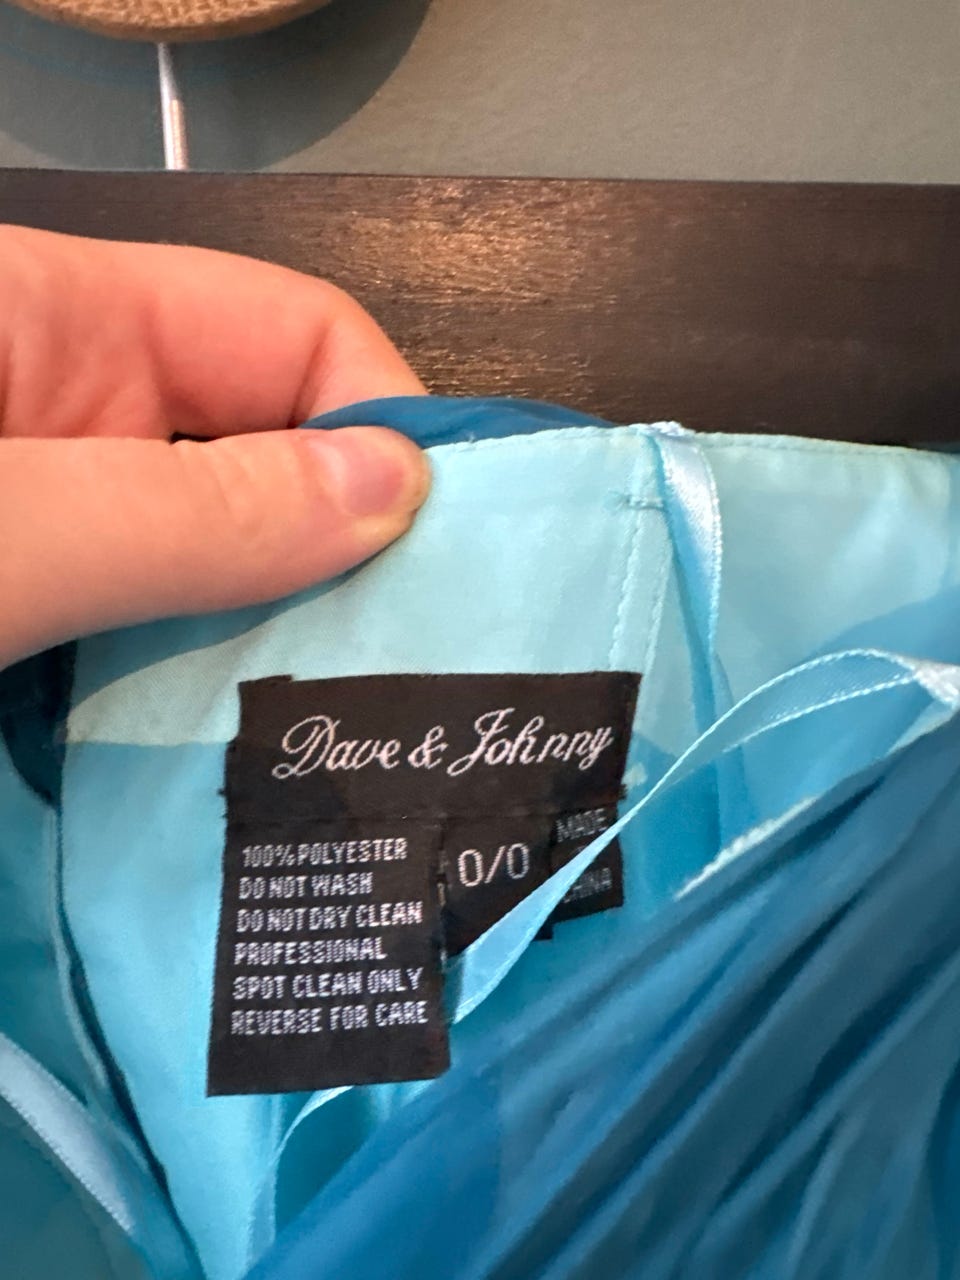 Dave & Johnny
100% POLYESTER
DO NOT WASH
DO NOT DRY CLEAN
PROFESSIONAL
SPOT CLEAN ONLY
REVERSE FOR CARE
0/0
MADE
CHINA